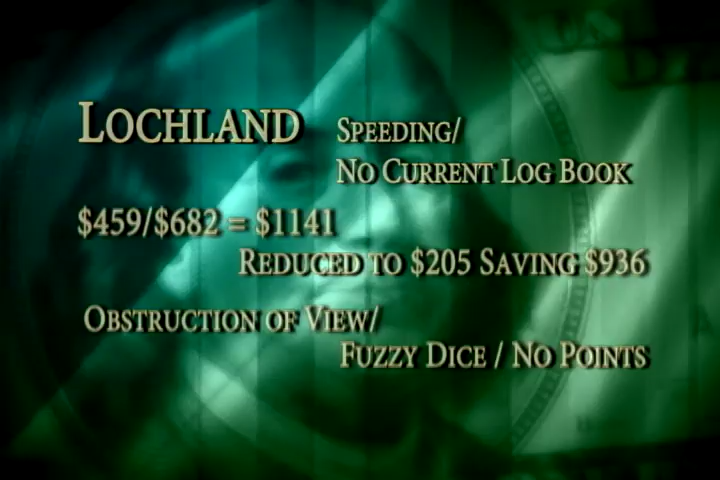 LOCHLAND SPEEDING/
NO CURRENT LOG BOOK
$459/$682 = $1141
REDUCED TO $205 SAVING $936
OBSTRUCTION OF VIEW/
FUZZY DICE / NO POINTS